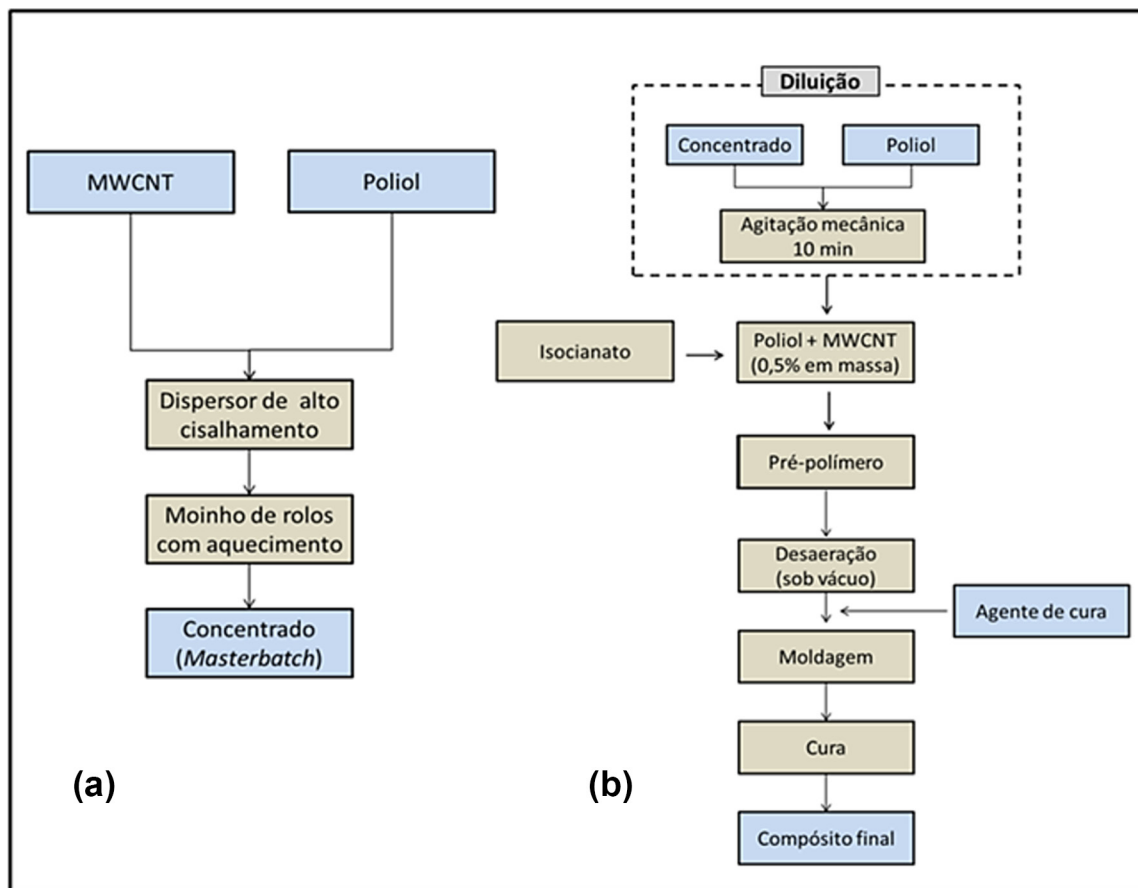 MWCNT
Poliol
Dispersor de alto
cisalhamento
Moinho de rolos
com aquecimento
Concentrado
(Masterbatch)
(a)
Diluição
Concentrado
Poliol
Agitação mecânica
10 min
Isocianato
Poliol + MWCNT
(0,5% em massa)
Pré-polímero
Desaeração
(sob vácuo)
Agente de cura
Moldagem
Cura
Compósito final
(b)